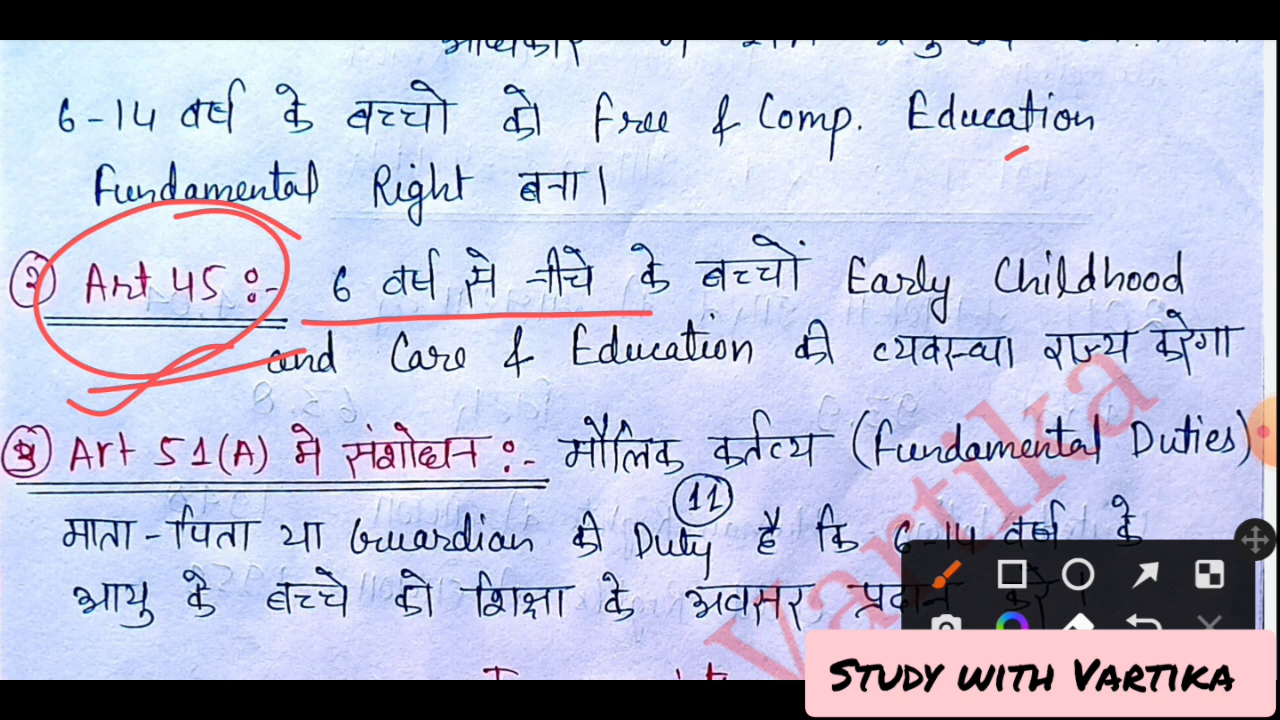 6-14 वर्ष के बच्चो को Free & Comp. Education
Fundamental Right बना।
② Art 45 :- 6 वर्ष से नीचे के बच्चों Early Childhood
and Care & Education की व्यवस्था राज्य करेगा
Art 51(A) मे संशोधन :- मौलिक कर्तव्य (Fundamental Duties)
11
माता-पिता या Guardian की Duty है कि 6-14 वर्ष के
आयु के बच्चे को शिक्षा के अवसर प्रदान करे।
Vartika
STUDY WITH VARTIKA